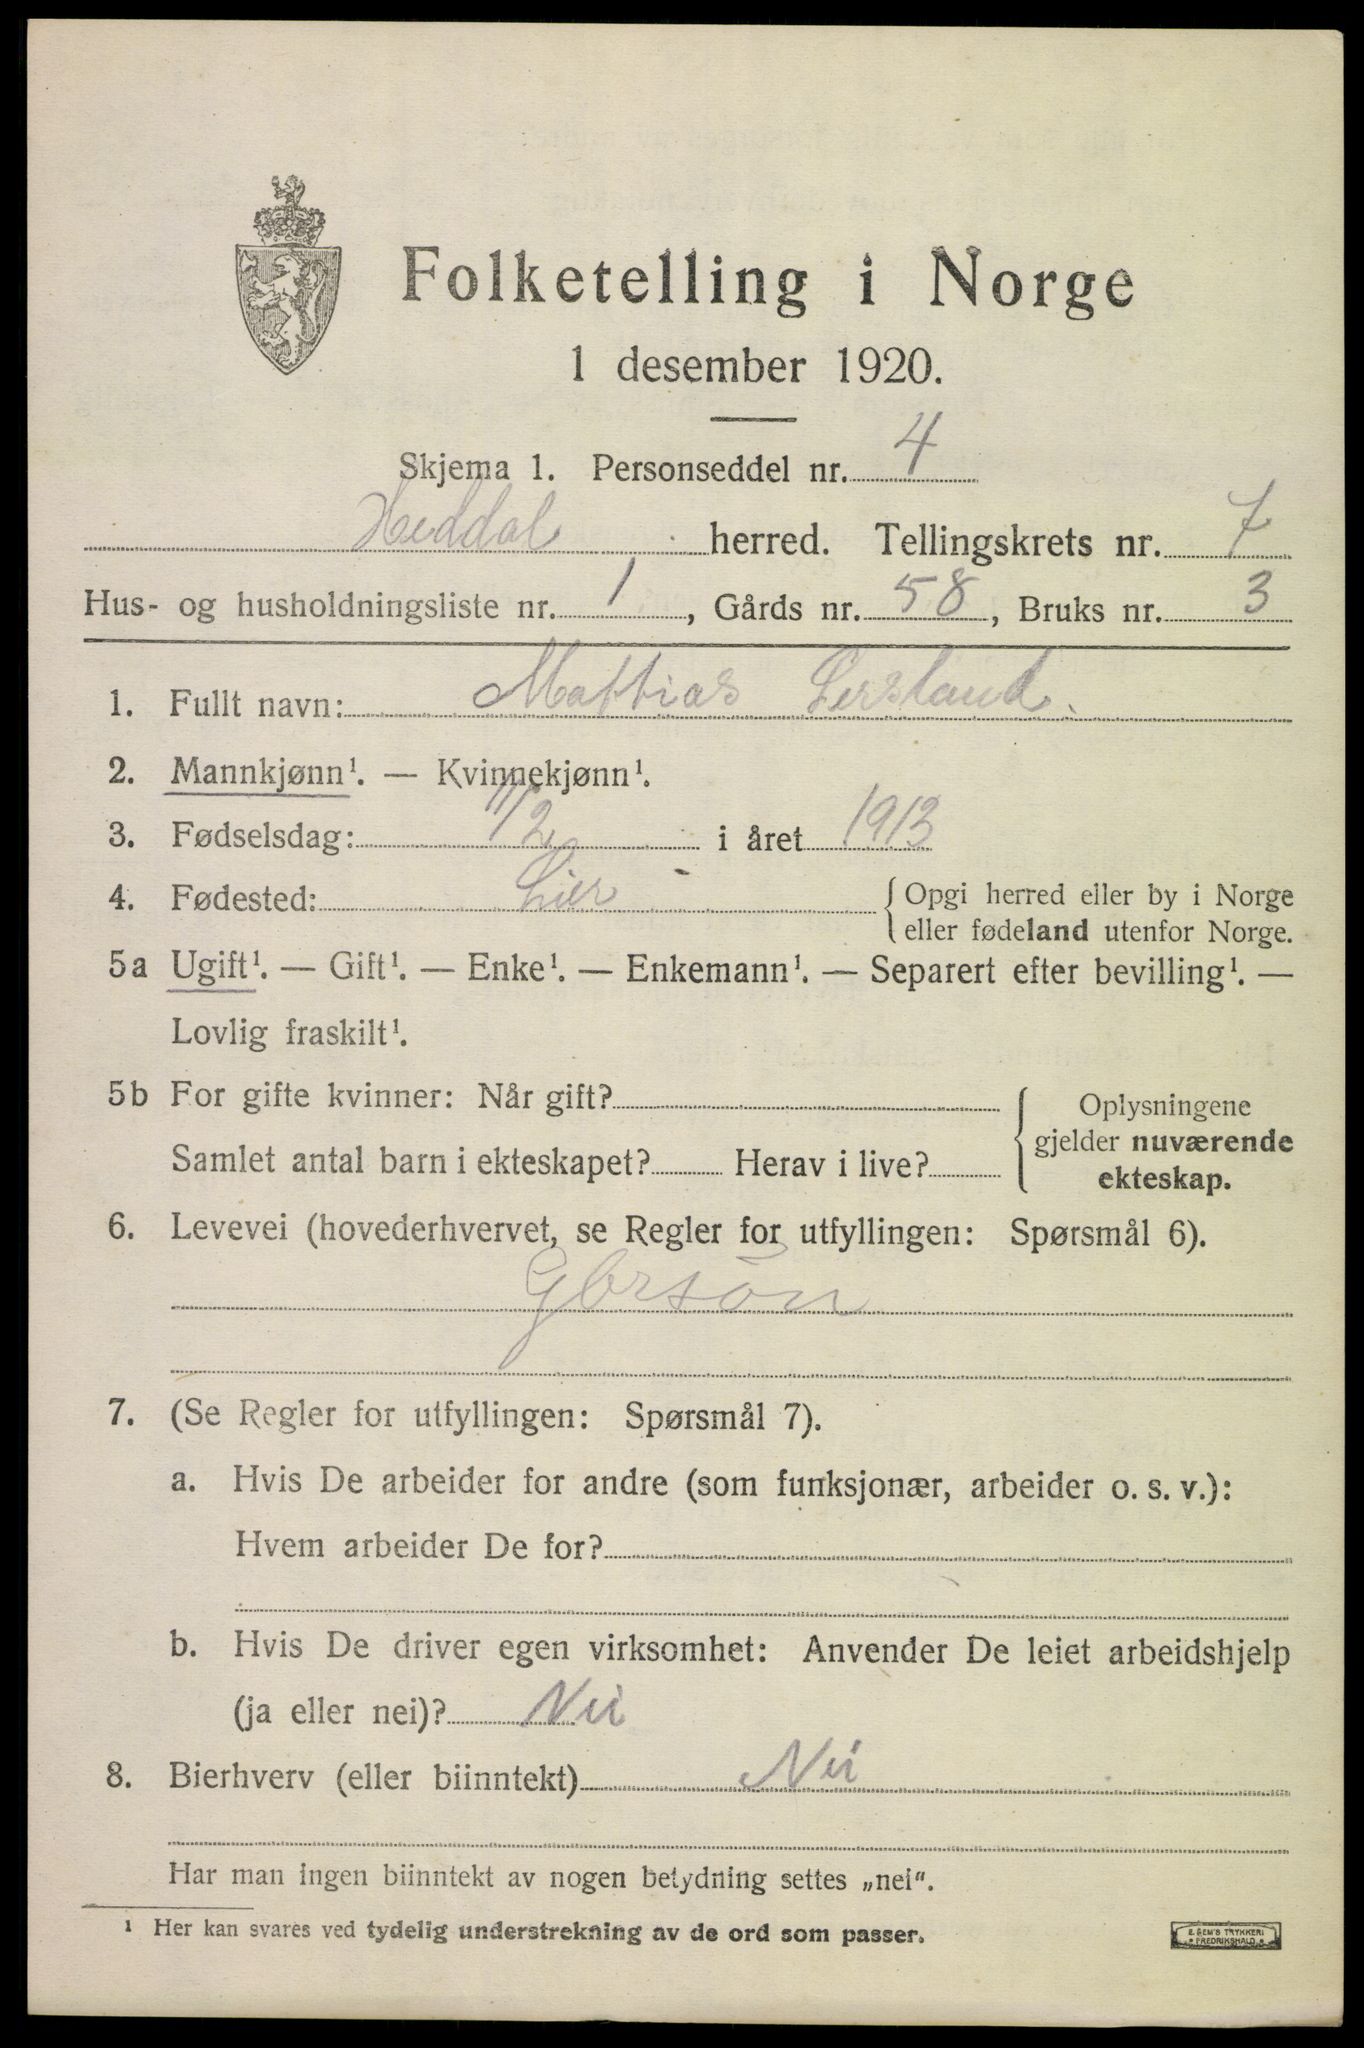 Folketelling i Norge
1 desember 1920.
Skjema 1. Personseddel nr. 4
Heddal herred. Tellingskrets nr. 7
Hus- og husholdningsliste nr. 1, Gårds nr. 58, Bruks nr. 3
1. Fullt navn: Mattias Lersland.
2. Mannkjønn¹. — Kvinnekjønn¹.
3. Fødselsdag: 11/2 i året 1913
4. Fødested: Lier { Opgi herred eller by i Norge
eller fødeland utenfor Norge.
5a Ugift¹. — Gift¹. — Enke¹. — Enkemann¹. — Separert efter bevilling¹. —
Lovlig fraskilt¹.
5b For gifte kvinner: Når gift?
Samlet antal barn i ekteskapet? Herav i live?
Oplysningene
gjelder nuværende
ekteskap.
6. Levevei (hovederhvervet, se Regler for utfyllingen: Spørsmål 6).
Gbrsön
7. (Se Regler for utfyllingen: Spørsmål 7).
a. Hvis De arbeider for andre (som funksjonær, arbeider o. s. v.):
Hvem arbeider De for?
b. Hvis De driver egen virksomhet: Anvender De leiet arbeidshjelp
(ja eller nei)? Nei
8. Bierhverv (eller biinntekt) Nei
Har man ingen biinntekt av nogen betydning settes „nei".
¹ Her kan svares ved tydelig understrekning av de ord som passer.
E. SEM'S TRYKKERI
FREDRIKSHALD